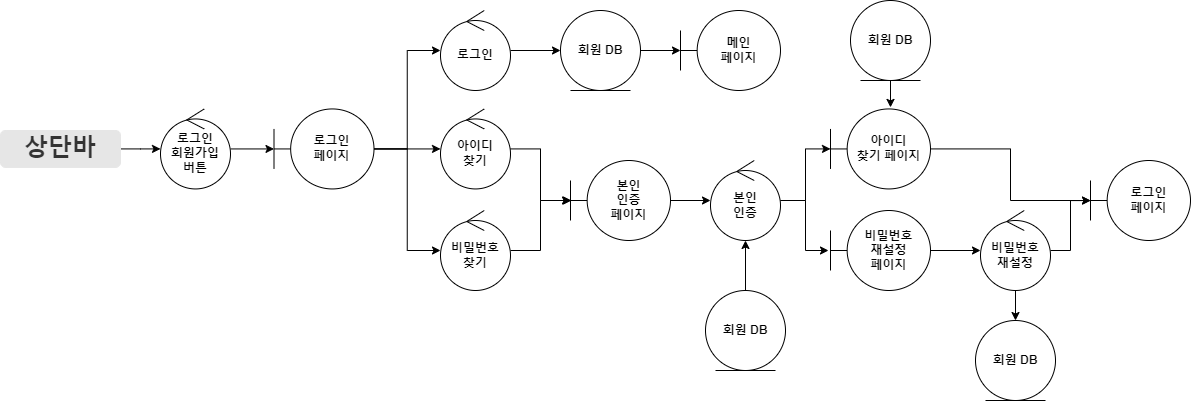 상단바
로그인
회원가입
버튼
로그인
페이지
로그인
회원 DB
메인
페이지
아이디
찾기
비밀번호
찾기
본인
인증
페이지
본인
인증
회원 DB
회원 DB
아이디
찾기 페이지
비밀번호
재설정
페이지
비밀번호
재설정
회원 DB
로그인
페이지